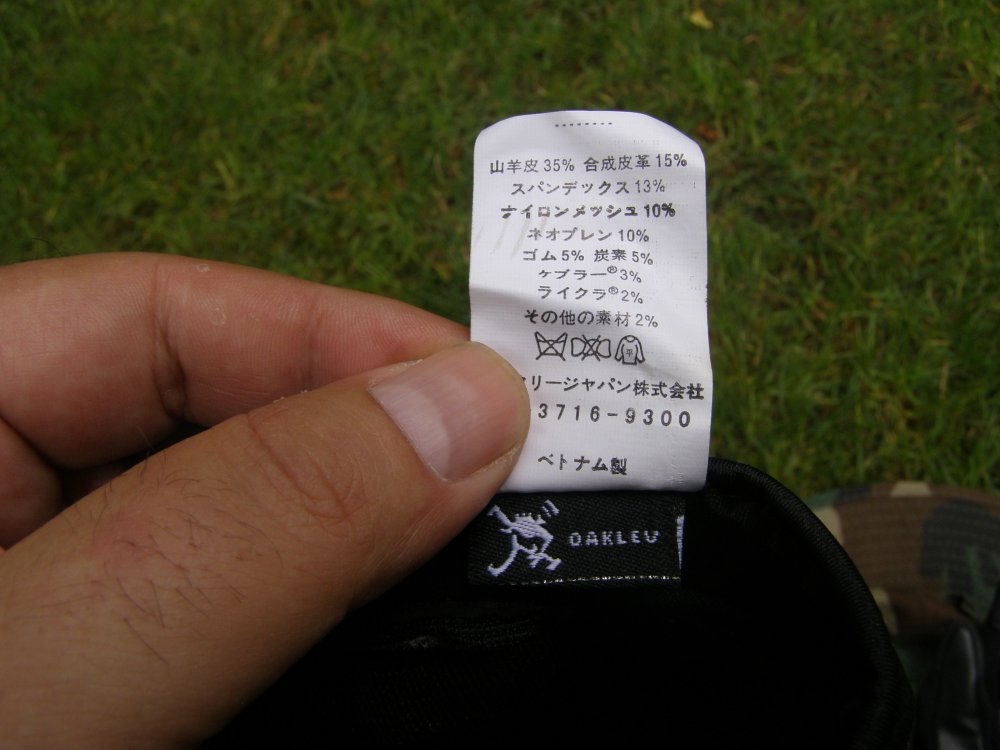 山羊皮 35% 合成皮革 15%
スパンデックス 13%
ナイロンメッシュ 10%
ネオプレン 10%
ゴム 5% 炭素 5%
ケブラー® 3%
ライクラ® 2%
その他の素材 2%
平
リージャパン株式会社
3716-9300
ベトナム製
OAKLEY